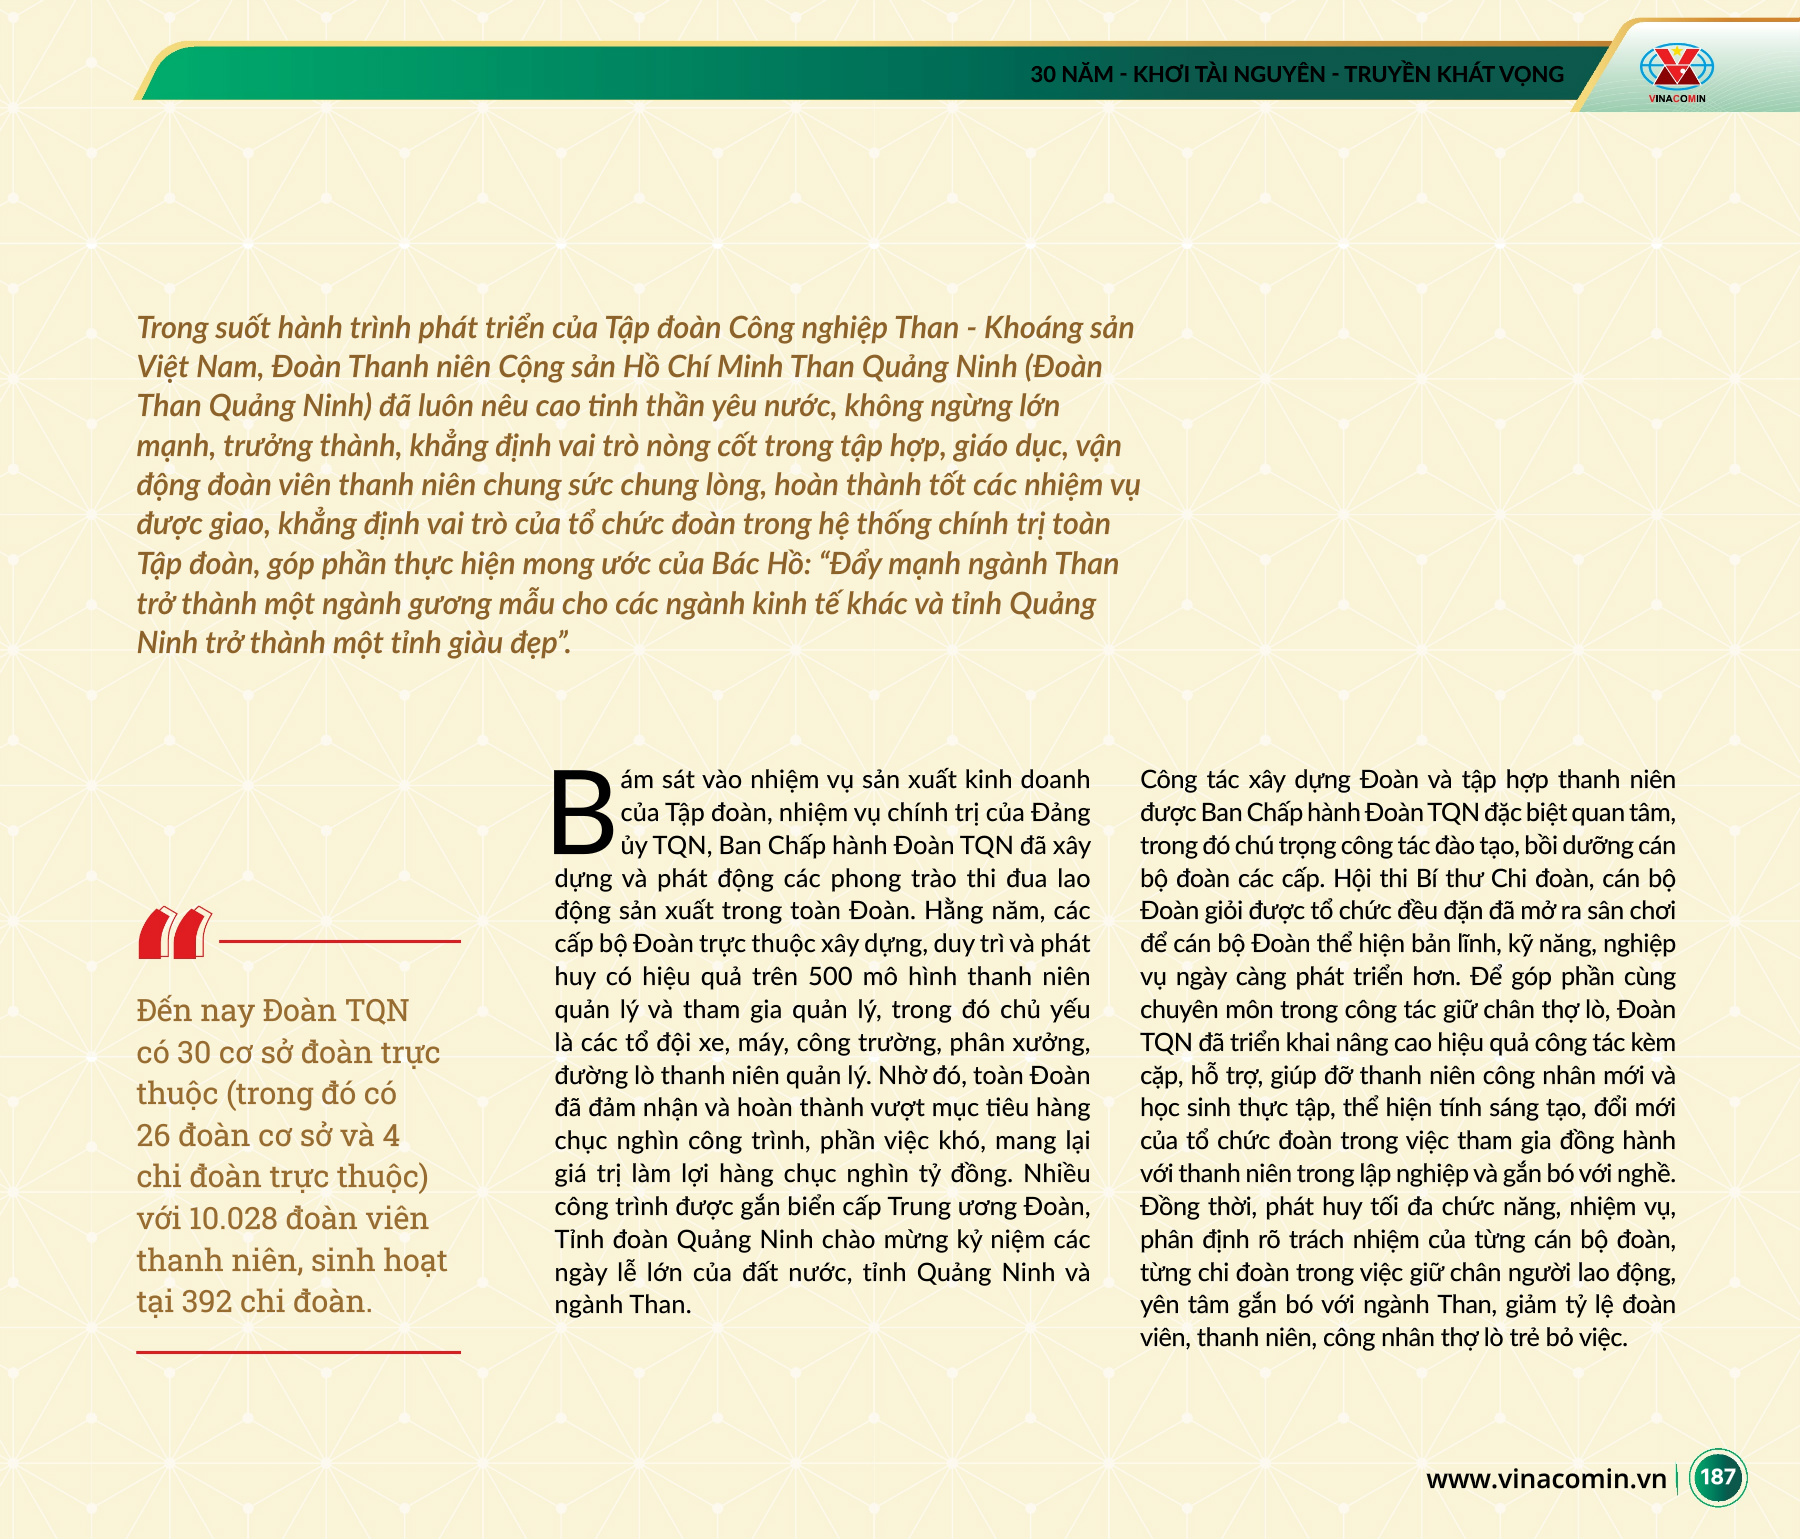 30 NĂM - KHƠI TÀI NGUYÊN - TRUYỀN KHÁT VỌNG
VINACOMIN
Trong suốt hành trình phát triển của Tập đoàn Công nghiệp Than - Khoáng sản
Việt Nam, Đoàn Thanh niên Cộng sản Hồ Chí Minh Than Quảng Ninh (Đoàn
Than Quảng Ninh) đã luôn nêu cao tinh thần yêu nước, không ngừng lớn
mạnh, trưởng thành, khẳng định vai trò nòng cốt trong tập hợp, giáo dục, vận
động đoàn viên thanh niên chung sức chung lòng, hoàn thành tốt các nhiệm vụ
được giao, khẳng định vai trò của tổ chức đoàn trong hệ thống chính trị toàn
Tập đoàn, góp phần thực hiện mong ước của Bác Hồ: “Đẩy mạnh ngành Than
trở thành một ngành gương mẫu cho các ngành kinh tế khác và tỉnh Quảng
Ninh trở thành một tỉnh giàu đẹp”.
“
Đến nay Đoàn TQN
có 30 cơ sở đoàn trực
thuộc (trong đó có
26 đoàn cơ sở và 4
chi đoàn trực thuộc)
với 10.028 đoàn viên
thanh niên, sinh hoạt
tại 392 chi đoàn.
Bám sát vào nhiệm vụ sản xuất kinh doanh
của Tập đoàn, nhiệm vụ chính trị của Đảng
ủy TQN, Ban Chấp hành Đoàn TQN đã xây
dựng và phát động các phong trào thi đua lao
động sản xuất trong toàn Đoàn. Hằng năm, các
cấp bộ Đoàn trực thuộc xây dựng, duy trì và phát
huy có hiệu quả trên 500 mô hình thanh niên
quản lý và tham gia quản lý, trong đó chủ yếu
là các tổ đội xe, máy, công trường, phân xưởng,
đường lò thanh niên quản lý. Nhờ đó, toàn Đoàn
đã đảm nhận và hoàn thành vượt mục tiêu hàng
chục nghìn công trình, phần việc khó, mang lại
giá trị làm lợi hàng chục nghìn tỷ đồng. Nhiều
công trình được gắn biển cấp Trung ương Đoàn,
Tỉnh đoàn Quảng Ninh chào mừng kỷ niệm các
ngày lễ lớn của đất nước, tỉnh Quảng Ninh và
ngành Than.
Công tác xây dựng Đoàn và tập hợp thanh niên
được Ban Chấp hành Đoàn TQN đặc biệt quan tâm,
trong đó chú trọng công tác đào tạo, bồi dưỡng cán
bộ đoàn các cấp. Hội thi Bí thư Chi đoàn, cán bộ
Đoàn giỏi được tổ chức đều đặn đã mở ra sân chơi
để cán bộ Đoàn thể hiện bản lĩnh, kỹ năng, nghiệp
vụ ngày càng phát triển hơn. Để góp phần cùng
chuyên môn trong công tác giữ chân thợ lò, Đoàn
TQN đã triển khai nâng cao hiệu quả công tác kèm
cặp, hỗ trợ, giúp đỡ thanh niên công nhân mới và
học sinh thực tập, thể hiện tính sáng tạo, đổi mới
của tổ chức đoàn trong việc tham gia đồng hành
với thanh niên trong lập nghiệp và gắn bó với nghề.
Đồng thời, phát huy tối đa chức năng, nhiệm vụ,
phân định rõ trách nhiệm của từng cán bộ đoàn,
từng chi đoàn trong việc giữ chân người lao động,
yên tâm gắn bó với ngành Than, giảm tỷ lệ đoàn
viên, thanh niên, công nhân thợ lò trẻ bỏ việc.
www.vinacomin.vn
187